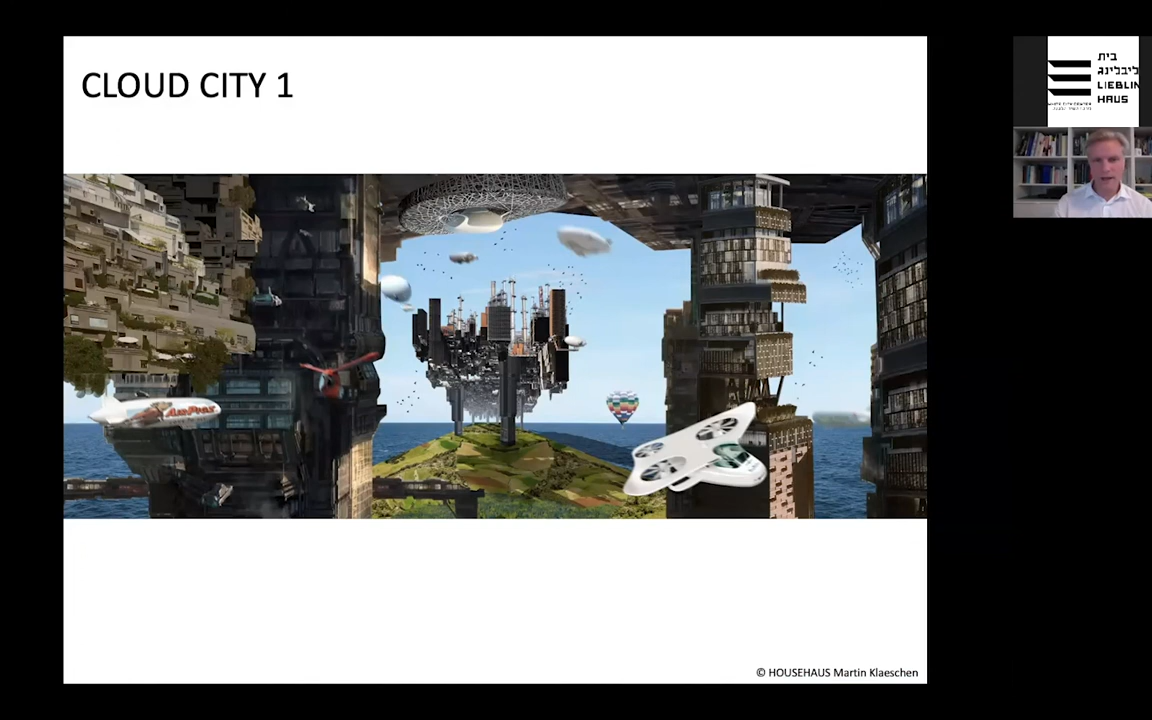 CLOUD CITY 1
בית
ליבלינג
LIEBLIN
HAUS
© HOUSEHAUS Martin Klaeschen